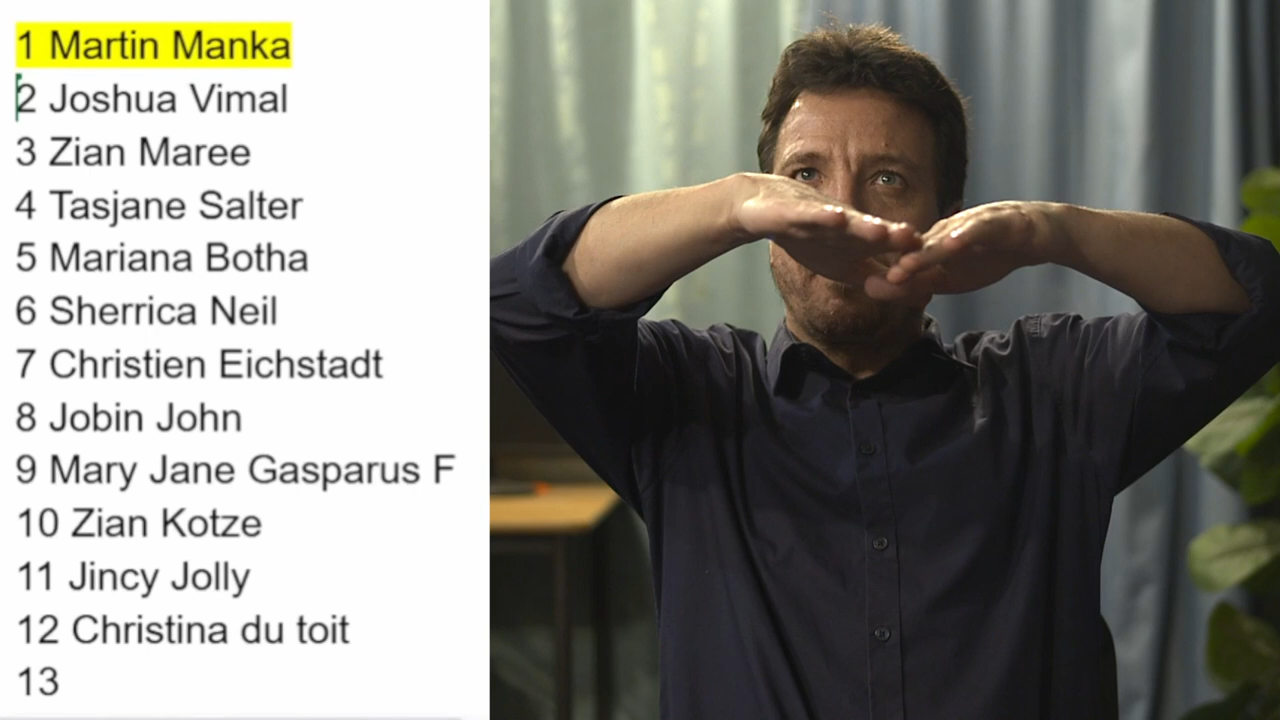 1 Martin Manka
2 Joshua Vimal
3 Zian Maree
4 Tasjane Salter
5 Mariana Botha
6 Sherrica Neil
7 Christien Eichstadt
8 Jobin John
9 Mary Jane Gasparus F
10 Zian Kotze
11 Jincy Jolly
12 Christina du toit
13